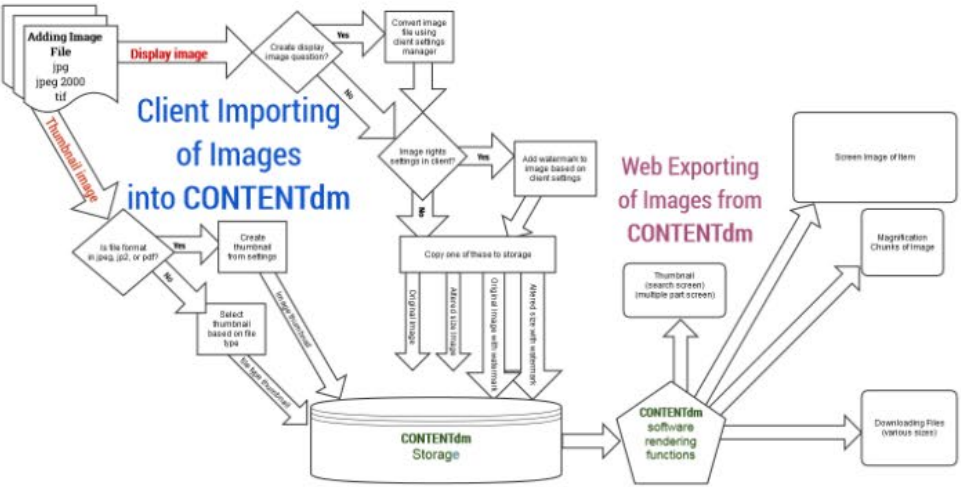 Adding Image
File
jpg
jpeg 2000
tif
Display image
Create display
image question?
Yes
Convert image
file using
client settings
manager
No
Thumbnail image
Client Importing
of Images
into CONTENTdm
Image rights
settings in client?
Yes
Add watermark to
image based on
client settings
No
Copy one of these to storage
Original image
Altered size image
Original image with watermark
Altered size with watermark
Is file format
in jpeg, jp2, or pdf?
Yes
Create
thumbnail
from settings
No
Select
thumbnail
based on file
type
Image thumbnail
file type thumbnail
CONTENTdm
Storage
Web Exporting
of Images from
CONTENTdm
CONTENTdm
software
rendering
functions
Thumbnail
(search screen)
(multiple part screen)
Screen Image of Item
Magnification
Chunks of Image
Downloading Files
(various sizes)